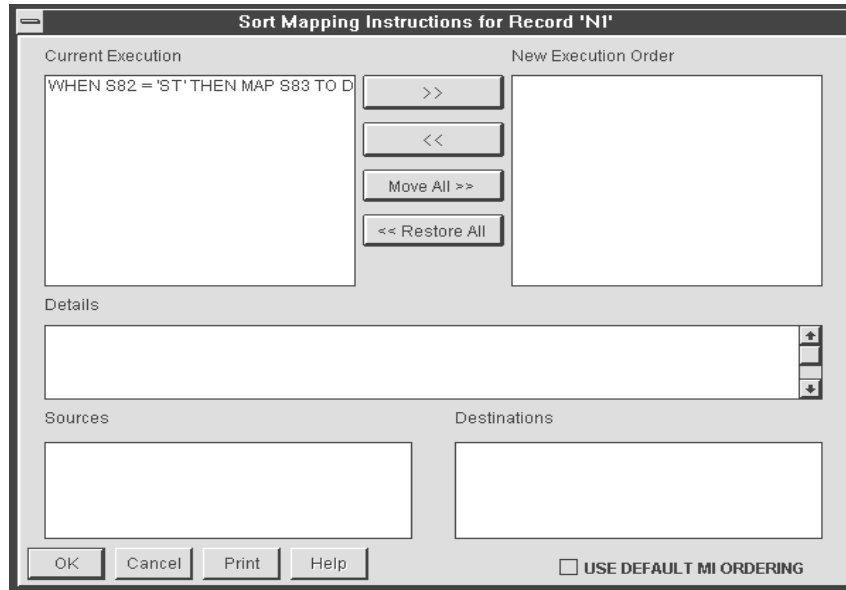 Sort Mapping Instructions for Record 'N1'
Current Execution
New Execution Order
WHEN S82 = 'ST' THEN MAP S83 TO D
>>
<<
Move All >>
<< Restore All
Details
Sources
Destinations
OK
Cancel
Print
Help
USE DEFAULT MI ORDERING